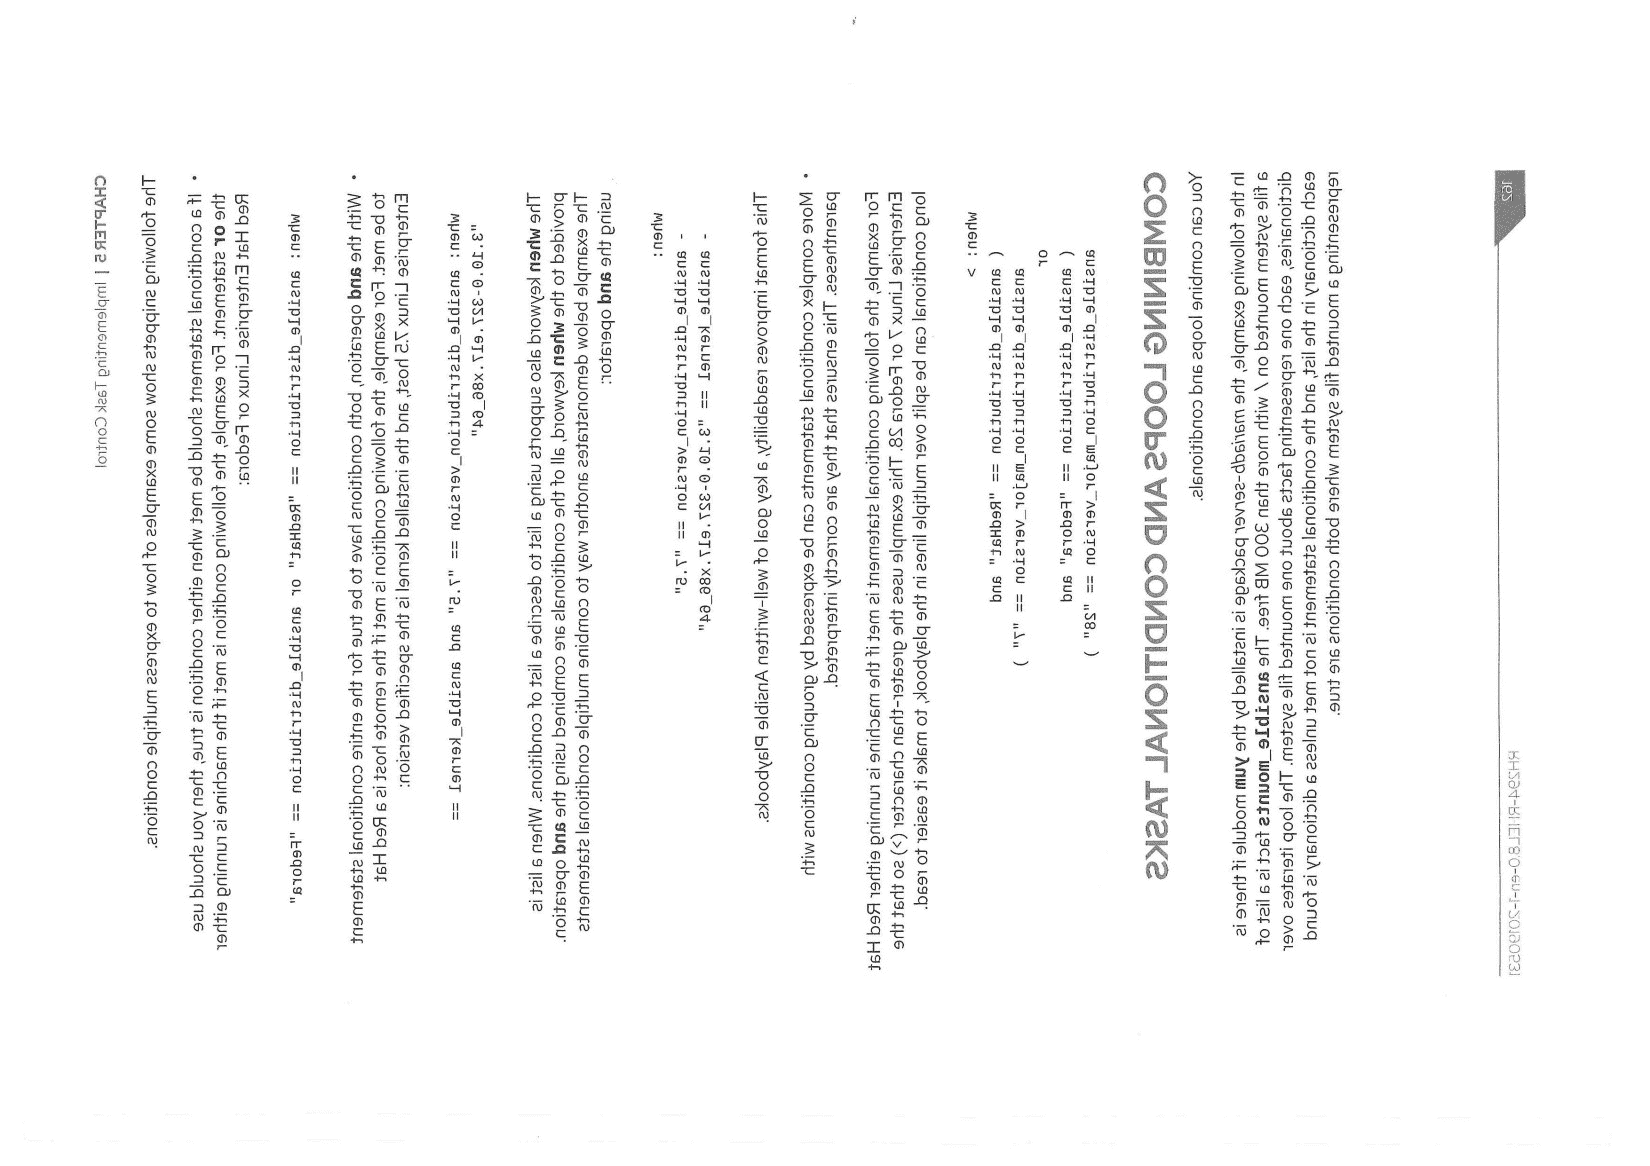 CHAPTER 5 | Implementing Task Control
The following snippets show some examples of how to express multiple conditions.
• If a conditional statement should be met when either condition is true, then you should use
the or statement. For example, the following condition is met if the machine is running either
Red Hat Enterprise Linux or Fedora:
when: ansible_distribution == "RedHat" or ansible_distribution == "Fedora"
• With the and operation, both conditions have to be true for the entire conditional statement
to be met. For example, the following condition is met if the remote host is a Red Hat
Enterprise Linux 7.5 host, and the installed kernel is the specified version:
when: ansible_distribution_version == "7.5" and ansible_kernel ==
"3.10.0-327.el7.x86_64"
The when keyword also supports using a list to describe a list of conditions. When a list is
provided to the when keyword, all of the conditionals are combined using the and operation.
The example below demonstrates another way to combine multiple conditional statements
using the and operator:
when:
- ansible_distribution_version == "7.5"
- ansible_kernel == "3.10.0-327.el7.x86_64"
This format improves readability, a key goal of well-written Ansible Playbooks.
• More complex conditional statements can be expressed by grouping conditions with
parentheses. This ensures that they are correctly interpreted.
For example, the following conditional statement is met if the machine is running either Red Hat
Enterprise Linux 7 or Fedora 28. This example uses the greater-than character (>) so that the
long conditional can be split over multiple lines in the playbook, to make it easier to read.
when: >
( ansible_distribution == "RedHat" and
ansible_distribution_major_version == "7" )
or
( ansible_distribution == "Fedora" and
ansible_distribution_major_version == "28" )
COMBINING LOOPS AND CONDITIONAL TASKS
You can combine loops and conditionals.
In the following example, the mariadb-server package is installed by the yum module if there is
a file system mounted on / with more than 300 MB free. The ansible_mounts fact is a list of
dictionaries, each one representing facts about one mounted file system. The loop iterates over
each dictionary in the list, and the conditional statement is not met unless a dictionary is found
representing a mounted file system where both conditions are true.
162
RH294-RHEL8.0-en-1-20190531